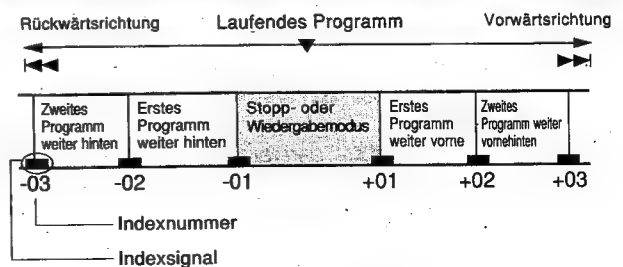 Rückwärtsrichtung Laufendes Programm Vorwärtsrichtung
Zweites
Programm
weiter hinten
Erstes
Programm
weiter hinten
Stopp- oder
Wiedergabemodus
Erstes
Programm
weiter vorne
Zweites
Programm weiter
vornehinten
-03 -02 -01 +01 +02 +03
Indexnummer
Indexsignal